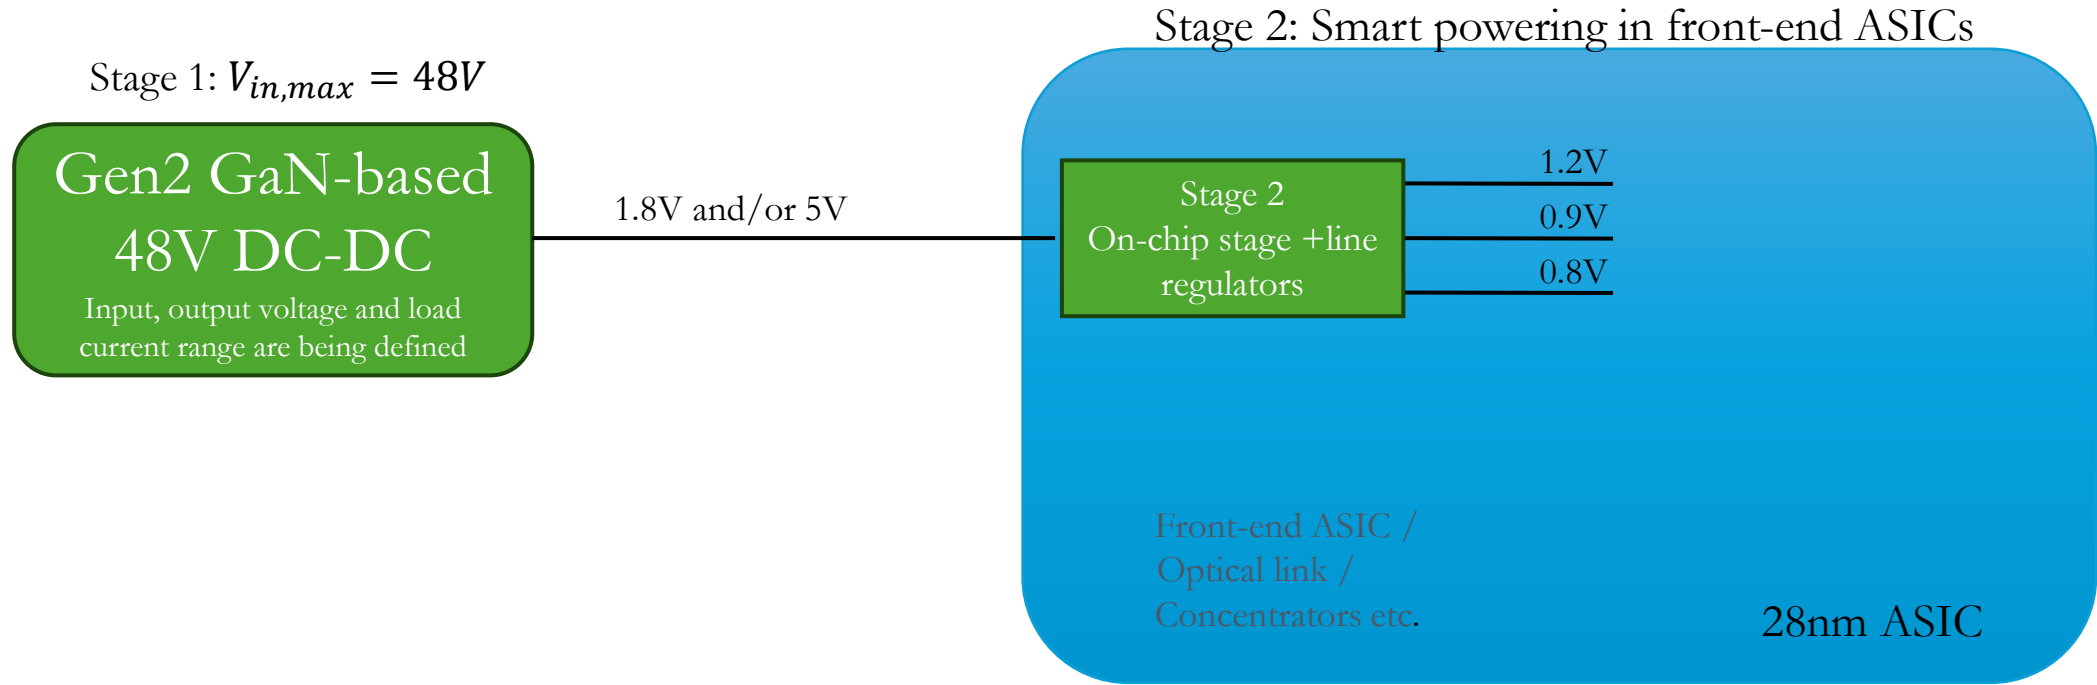 Stage 1: V_{in,max} = 48V
Gen2 GaN-based
48V DC-DC
Input, output voltage and load
current range are being defined
1.8V and/or 5V
Stage 2: Smart powering in front-end ASICs
Stage 2
On-chip stage +line
regulators
1.2V
0.9V
0.8V
Front-end ASIC /
Optical link /
Concentrators etc.
28nm ASIC